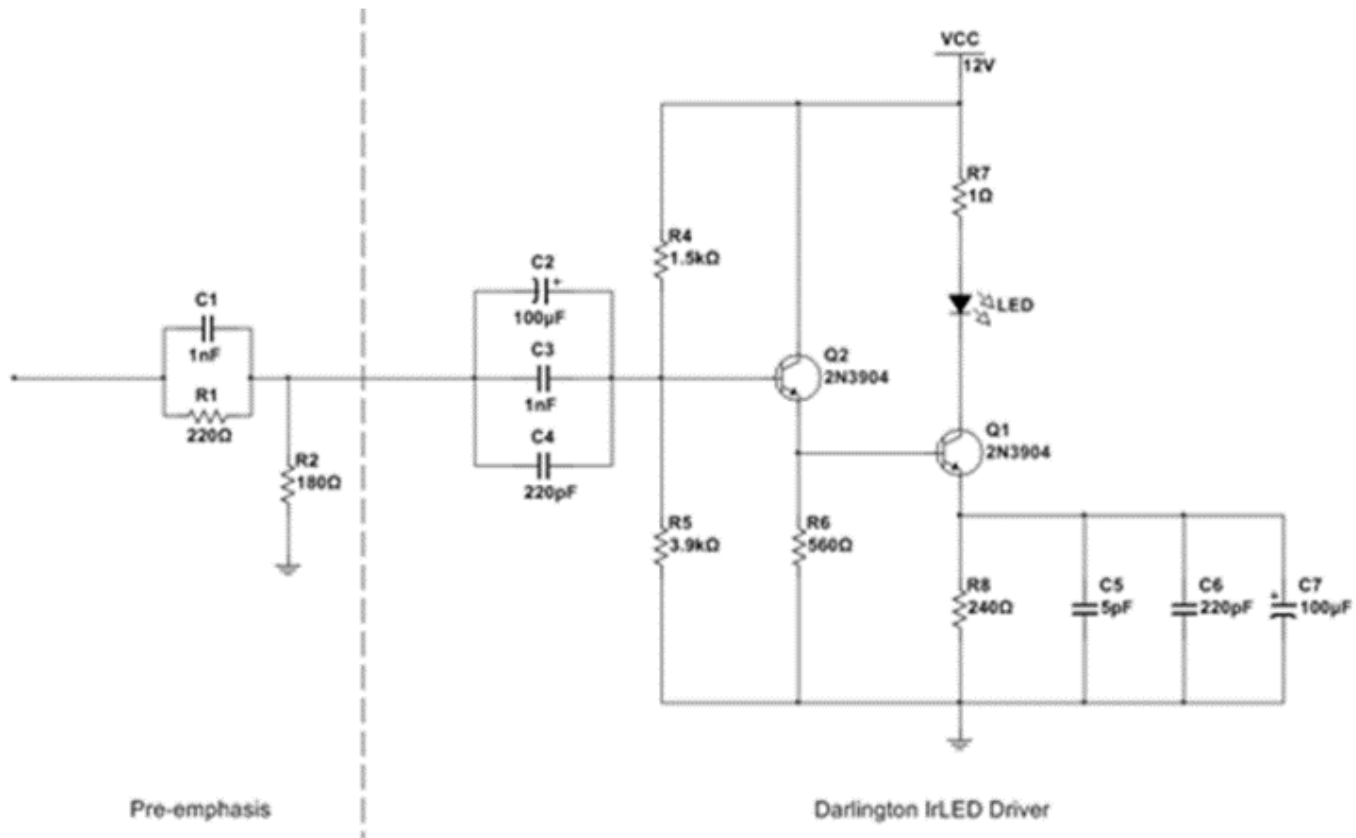 VCC
12V
R7
1Ω
R4
1.5kΩ
C2
+
100µF
LED
C1
1nF
C3
1nF
Q2
2N3904
R1
220Ω
C4
220pF
Q1
2N3904
R2
180Ω
R5
3.9kΩ
R6
560Ω
R8
240Ω
C5
5pF
C6
220pF
C7
+
100µF
Pre-emphasis
Darlington IrLED Driver